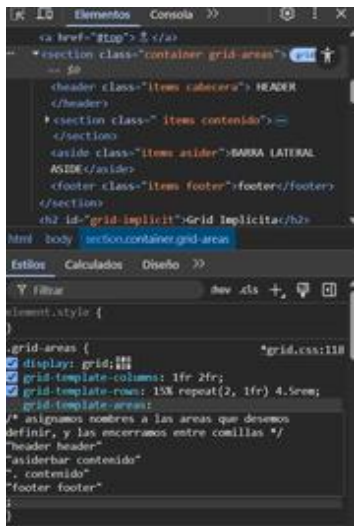 Elementos Consola
<a href="#top"> </a>
<section class="container grid-areas"> grid
== $0
<header class="items cabecera"> HEADER
</header>
<section class=" items contenido">
</section>
<aside class="items asider">BARRA LATERAL
ASIDE</aside>
<footer class="items footer">footer</footer>
</section>
<h2 id="grid-implicit">Grid Implicita</h2>
html body section.container.grid-areas
Estilos Calculados Diseño
Filtrar :hov .cls +
element.style {
}
.grid-areas { *grid.css:118
display: grid;
grid-template-columns: 1fr 2fr;
grid-template-rows: 15% repeat(2, 1fr) 4.5rem;
grid-template-areas:
/* asignamos nombres a las areas que desemos
definir, y las encerramos entre comillas */
"header header"
"asiderbar contenido"
". contenido"
"footer footer"
;
}